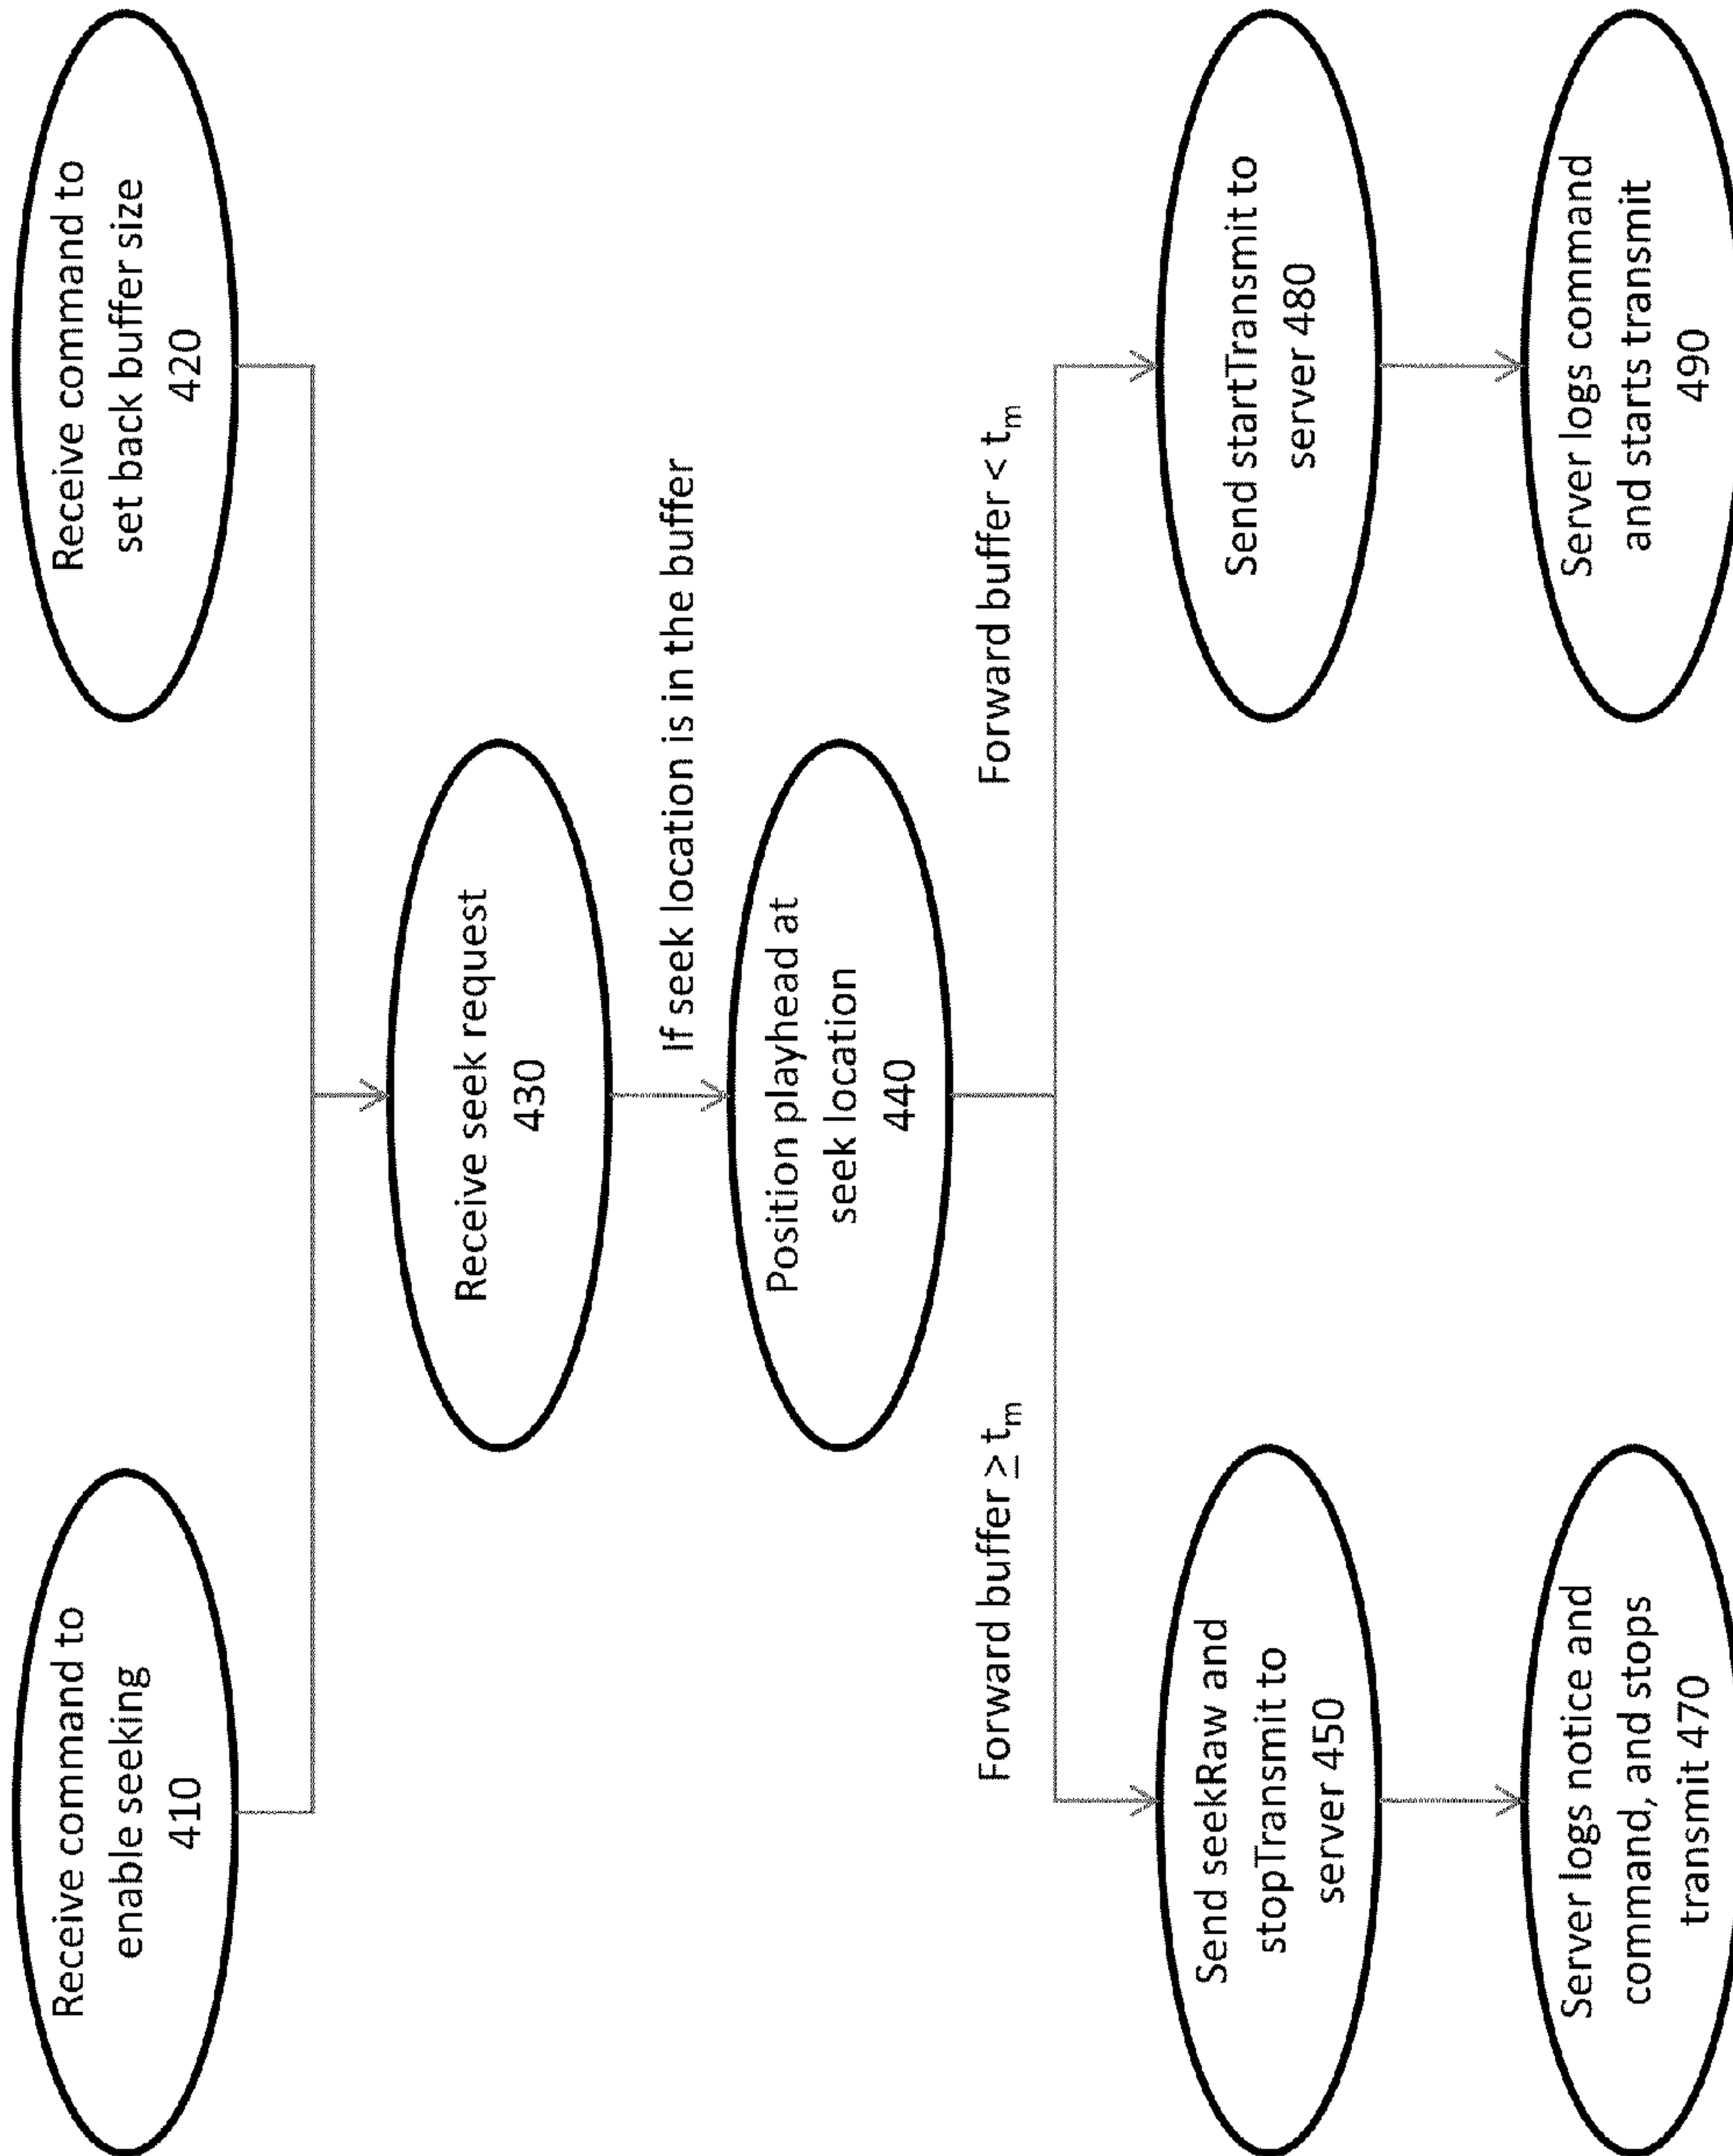 Receive command to
enable seeking
410
Receive command to
set back buffer size
420
Receive seek request
430
If seek location is in the buffer
Position playhead at
seek location
440
Forward buffer ≥ tm
Forward buffer < tm
Send seekRaw and
stopTransmit to
server 450
Send startTransmit to
server 480
Server logs notice and
command, and stops
transmit 470
Server logs command
and starts transmit
490